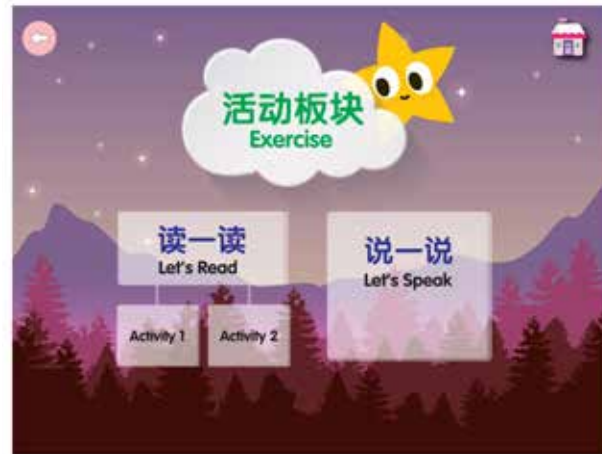 活动板块
Exercise
读一读
Let's Read
Activity 1
Activity 2
说一说
Let's Speak